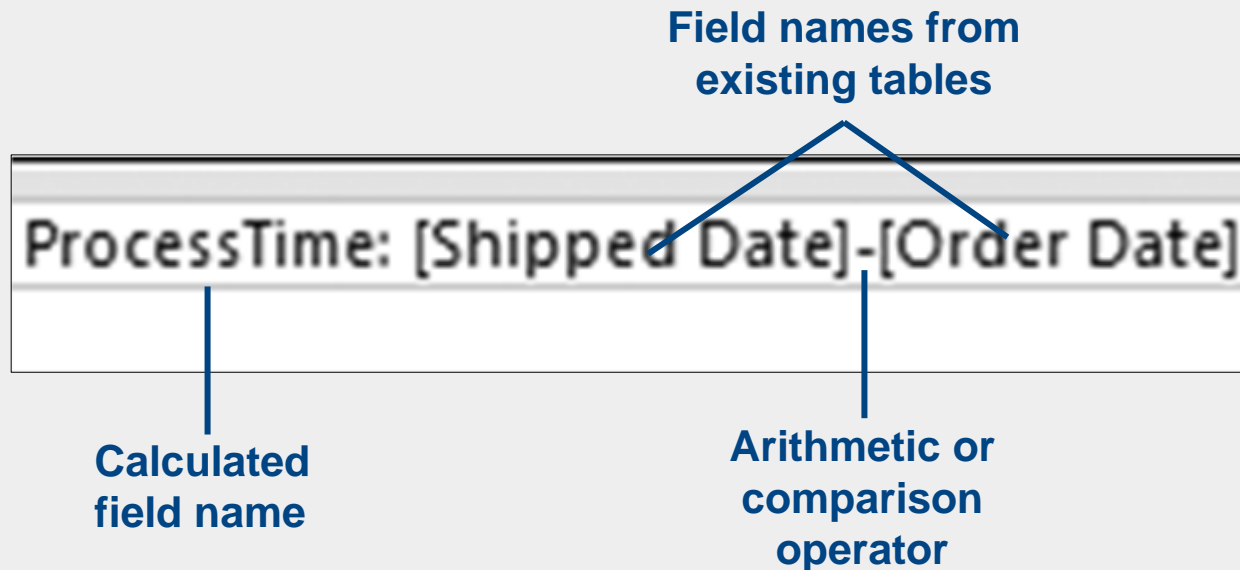 Field names from
existing tables
ProcessTime: [Shipped Date]-[Order Date]
Calculated
field name
Arithmetic or
comparison
operator